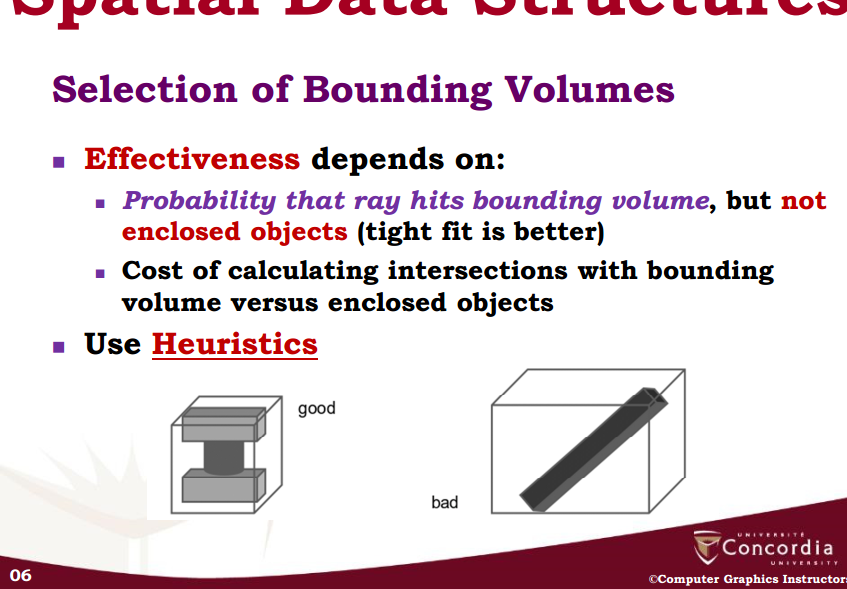 Spatial Data Structures
Selection of Bounding Volumes
Effectiveness depends on:
Probability that ray hits bounding volume, but not
enclosed objects (tight fit is better)
Cost of calculating intersections with bounding
volume versus enclosed objects
Use Heuristics
good
bad
UNIVERSITÉ
Concordia
UNIVERSITY
06
©Computer Graphics Instructors